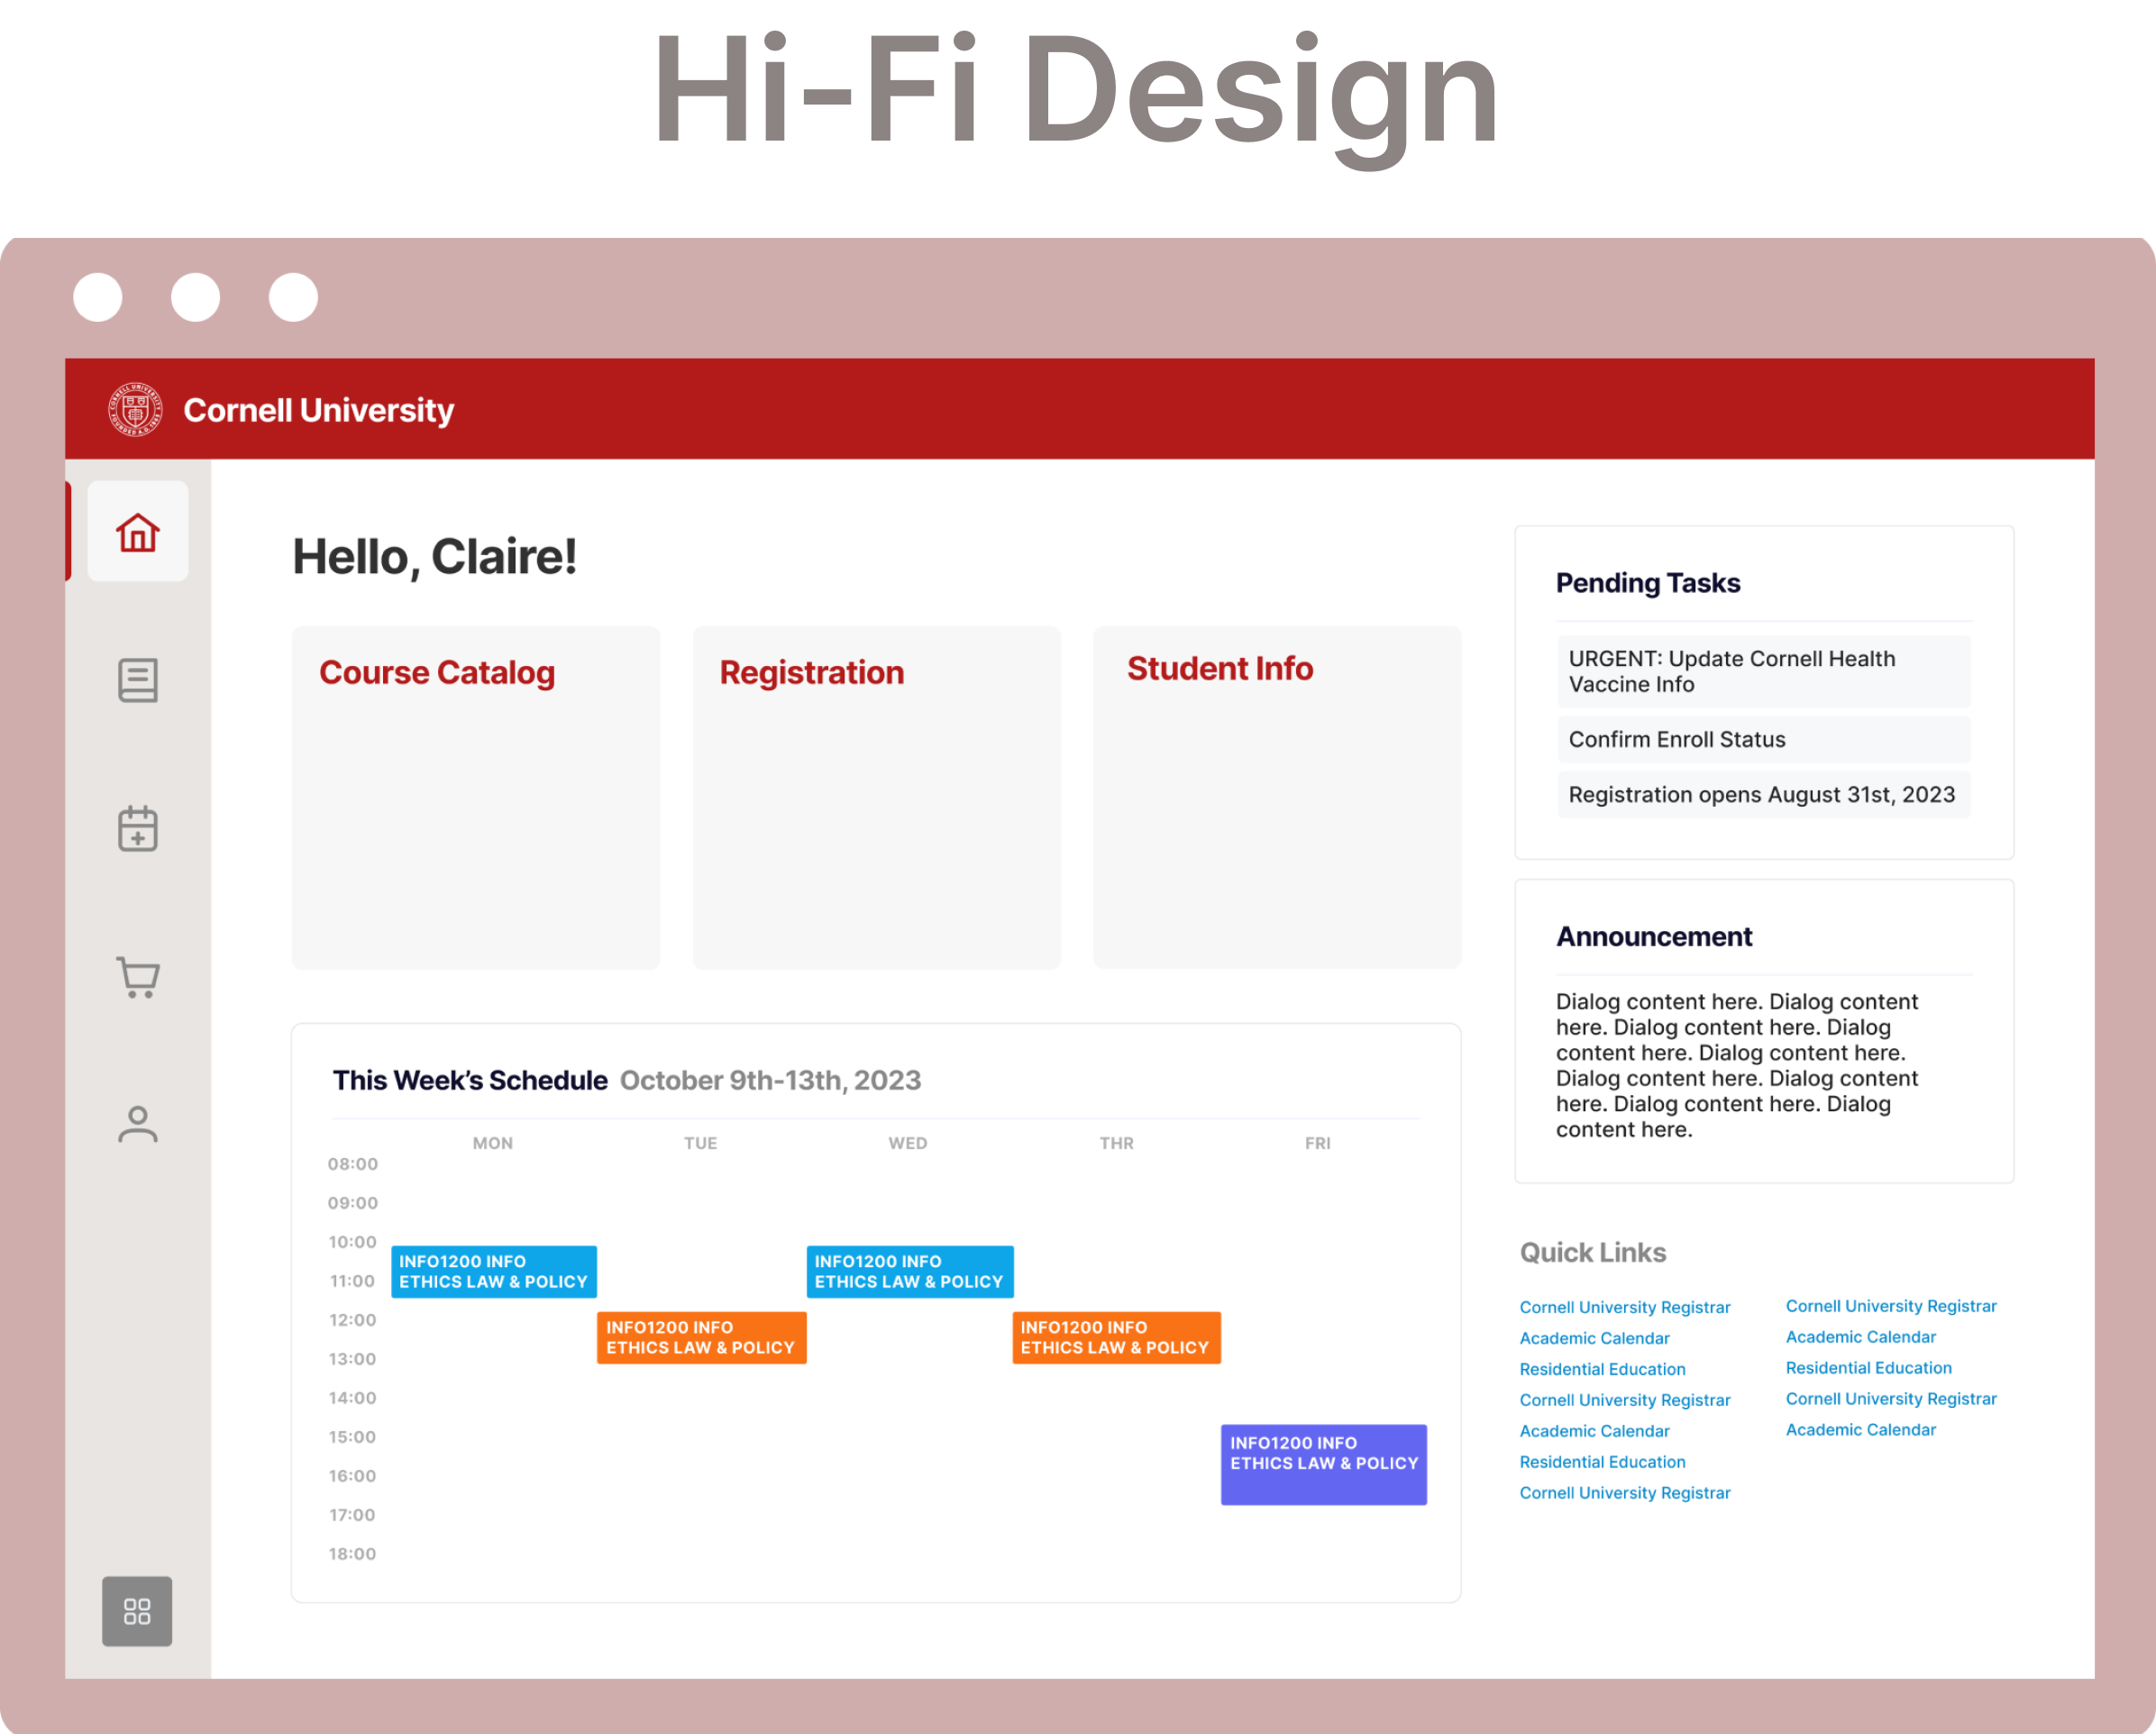 Hi-Fi Design
Cornell University
Hello, Claire!
Course Catalog
Registration
Student Info
This Week's Schedule October 9th-13th, 2023
MON TUE WED THR FRI
08:00
09:00
10:00
11:00
12:00
13:00
14:00
15:00
16:00
17:00
18:00
INFO1200 INFO
ETHICS LAW & POLICY
INFO1200 INFO
ETHICS LAW & POLICY
INFO1200 INFO
ETHICS LAW & POLICY
INFO1200 INFO
ETHICS LAW & POLICY
INFO1200 INFO
ETHICS LAW & POLICY
Pending Tasks
URGENT: Update Cornell Health
Vaccine Info
Confirm Enroll Status
Registration opens August 31st, 2023
Announcement
Dialog content here. Dialog content
here. Dialog content here. Dialog
content here. Dialog content here.
Dialog content here. Dialog content
here. Dialog content here. Dialog
content here.
Quick Links
Cornell University Registrar
Academic Calendar
Residential Education
Cornell University Registrar
Academic Calendar
Residential Education
Cornell University Registrar
Cornell University Registrar
Academic Calendar
Residential Education
Cornell University Registrar
Academic Calendar